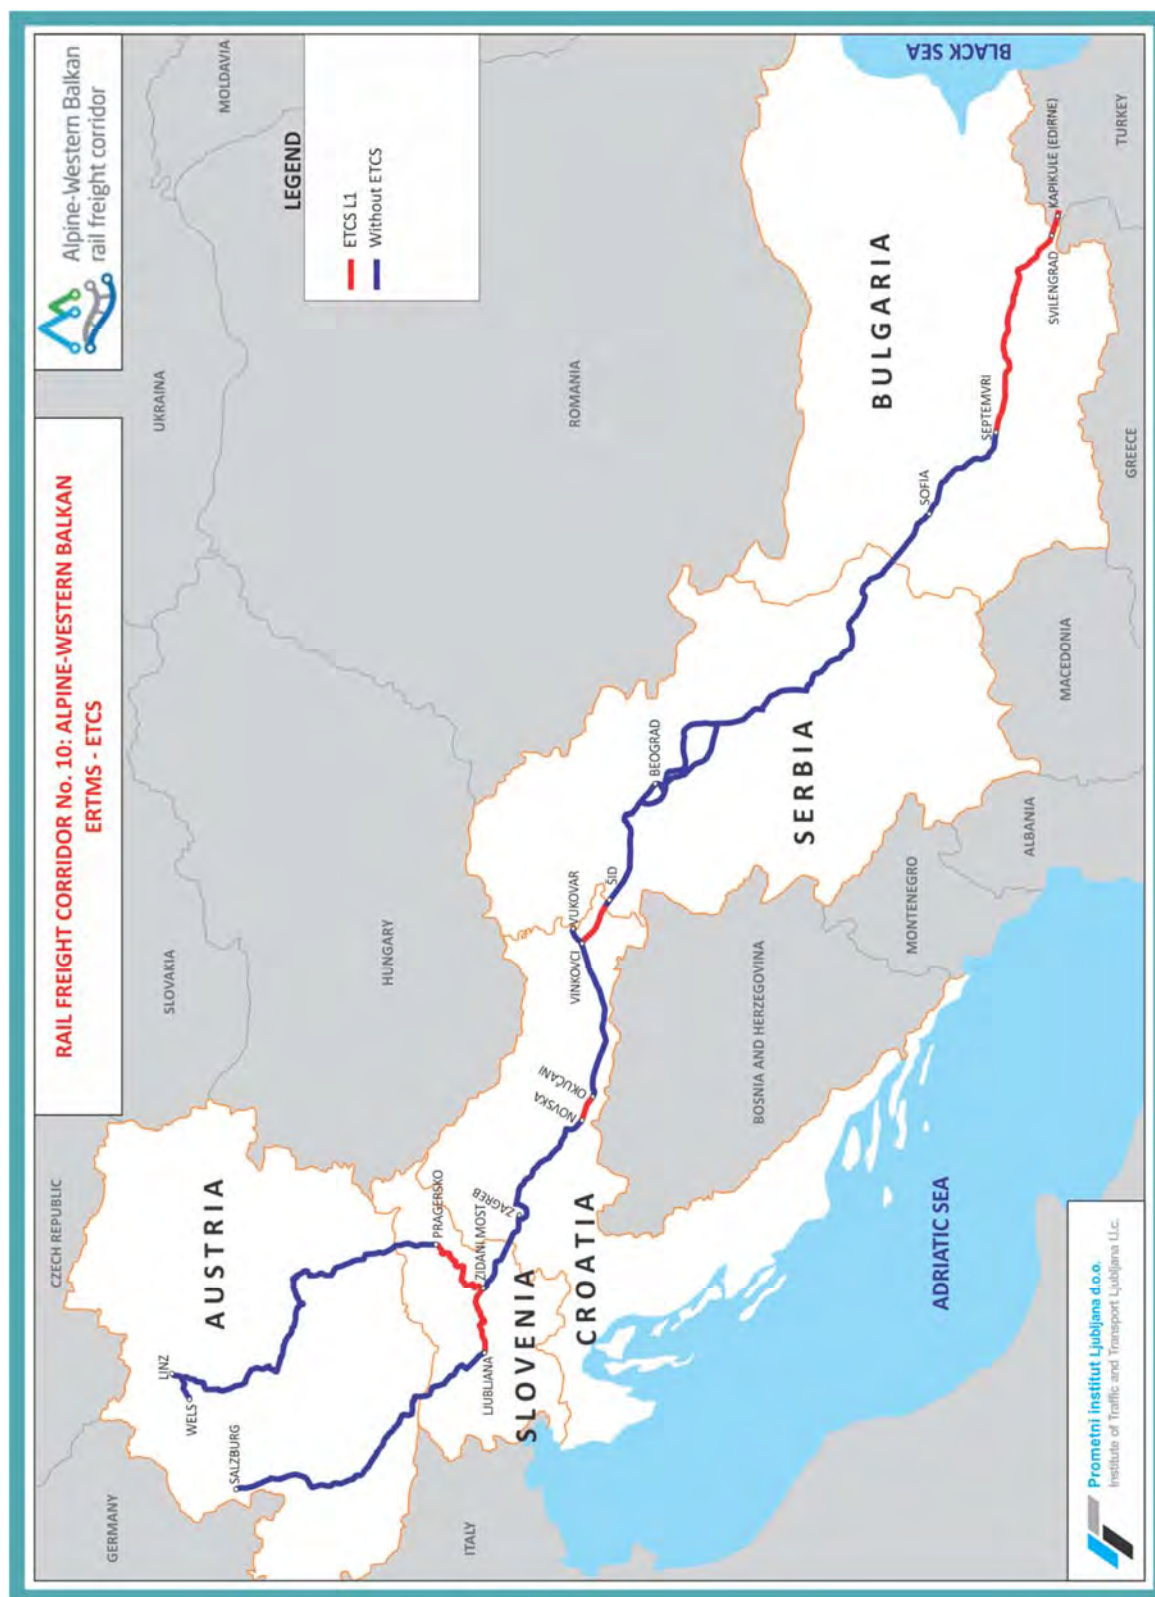 RAIL FREIGHT CORRIDOR No. 10: ALPINE-WESTERN BALKAN
ERTMS - ETCS
Alpine-Western Balkan
rail freight corridor
LEGEND
ETCS L1
Without ETCS
CZECH REPUBLIC
SLOVAKIA
UKRAINA
MOLDAVIA
GERMANY
LINZ
WELS
SALZBURG
AUSTRIA
HUNGARY
ROMANIA
ITALY
PRAGERSKO
ZIDANI MOST
LJUBLJANA
SLOVENIA
ZAGREB
CROATIA
NOVSKA
OKUČANI
VINKOVCI
VUKOVAR
ŠID
BEOGRAD
SERBIA
BOSNIA AND HERZEGOVINA
MONTENEGRO
ALBANIA
MACEDONIA
GREECE
SOFIA
SEPTEMVRI
BULGARIA
SVILENGRAD
KAPIKULE (EDIRNE)
TURKEY
BLACK SEA
ADRIATIC SEA
Prometni institut Ljubljana d.o.o.
Institute of Traffic and Transport Ljubljana l.l.c.